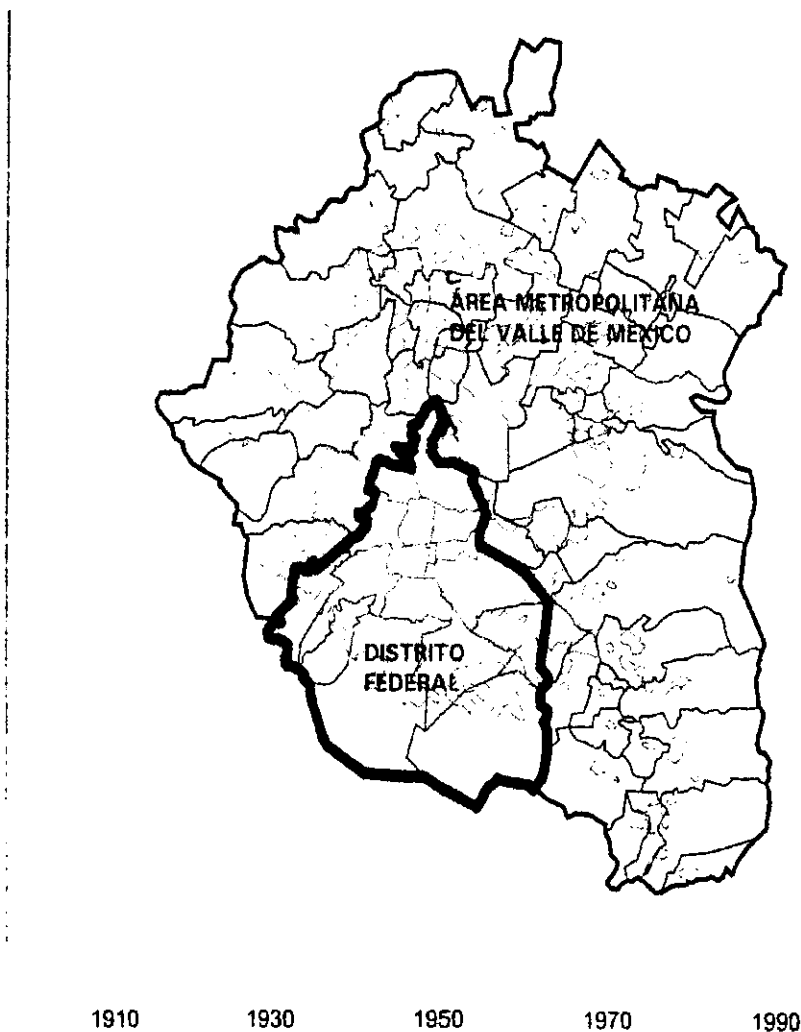 ÁREA METROPOLITANA
DEL VALLE DE MÉXICO
DISTRITO
FEDERAL
1910 1930 1950 1970 1990